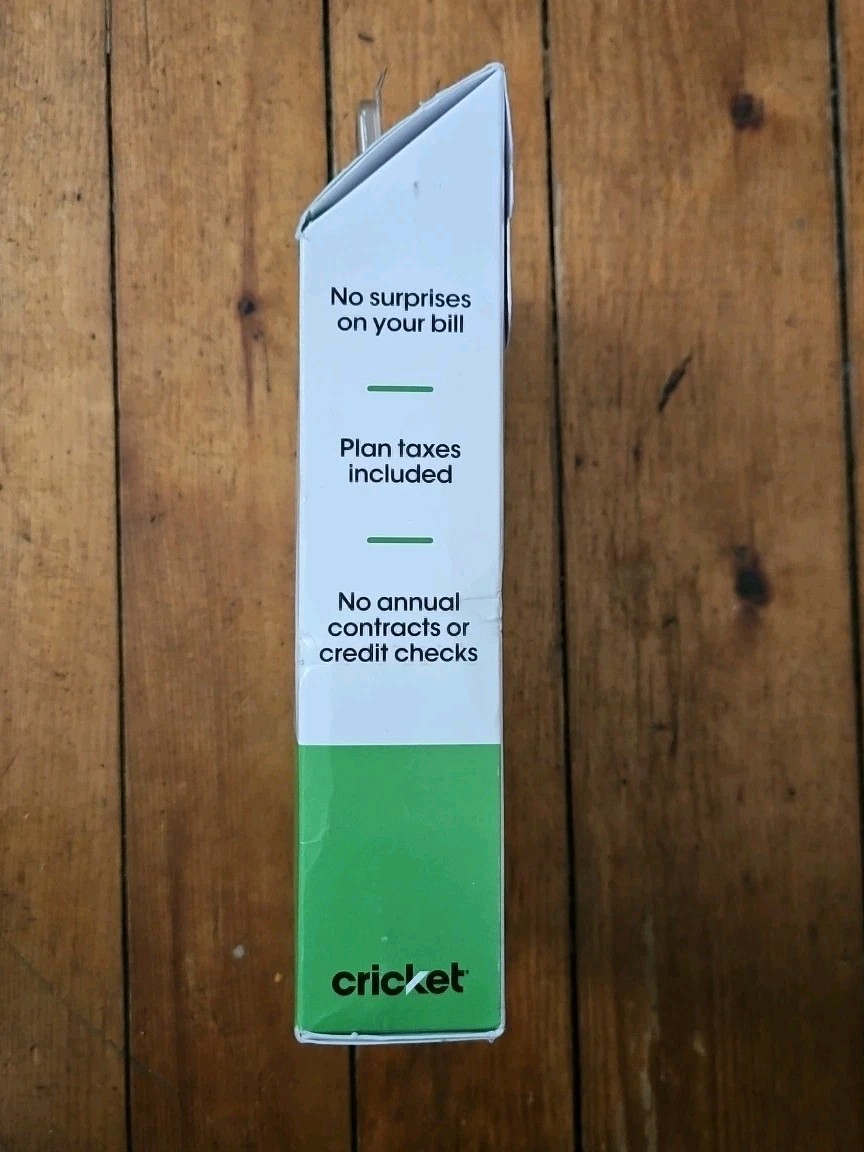 No surprises
on your bill
Plan taxes
included
No annual
contracts or
credit checks
cricket